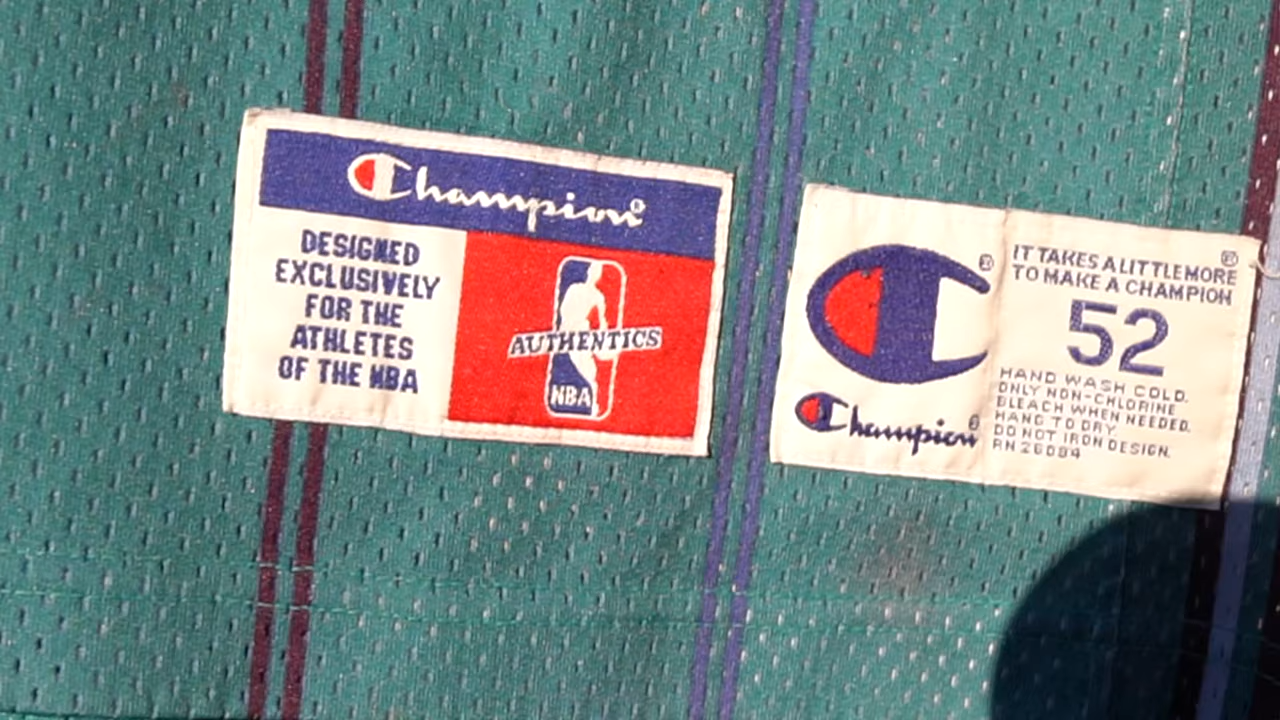 Champion®
DESIGNED
EXCLUSIVELY
FOR THE
ATHLETES
OF THE NBA
AUTHENTICS
NBA
®
Champion®
IT TAKES A LITTLE MORE®
TO MAKE A CHAMPION
52
HAND WASH COLD.
ONLY NON-CHLORINE
BLEACH WHEN NEEDED.
HANG TO DRY.
DO NOT IRON DESIGN.
RN 26094